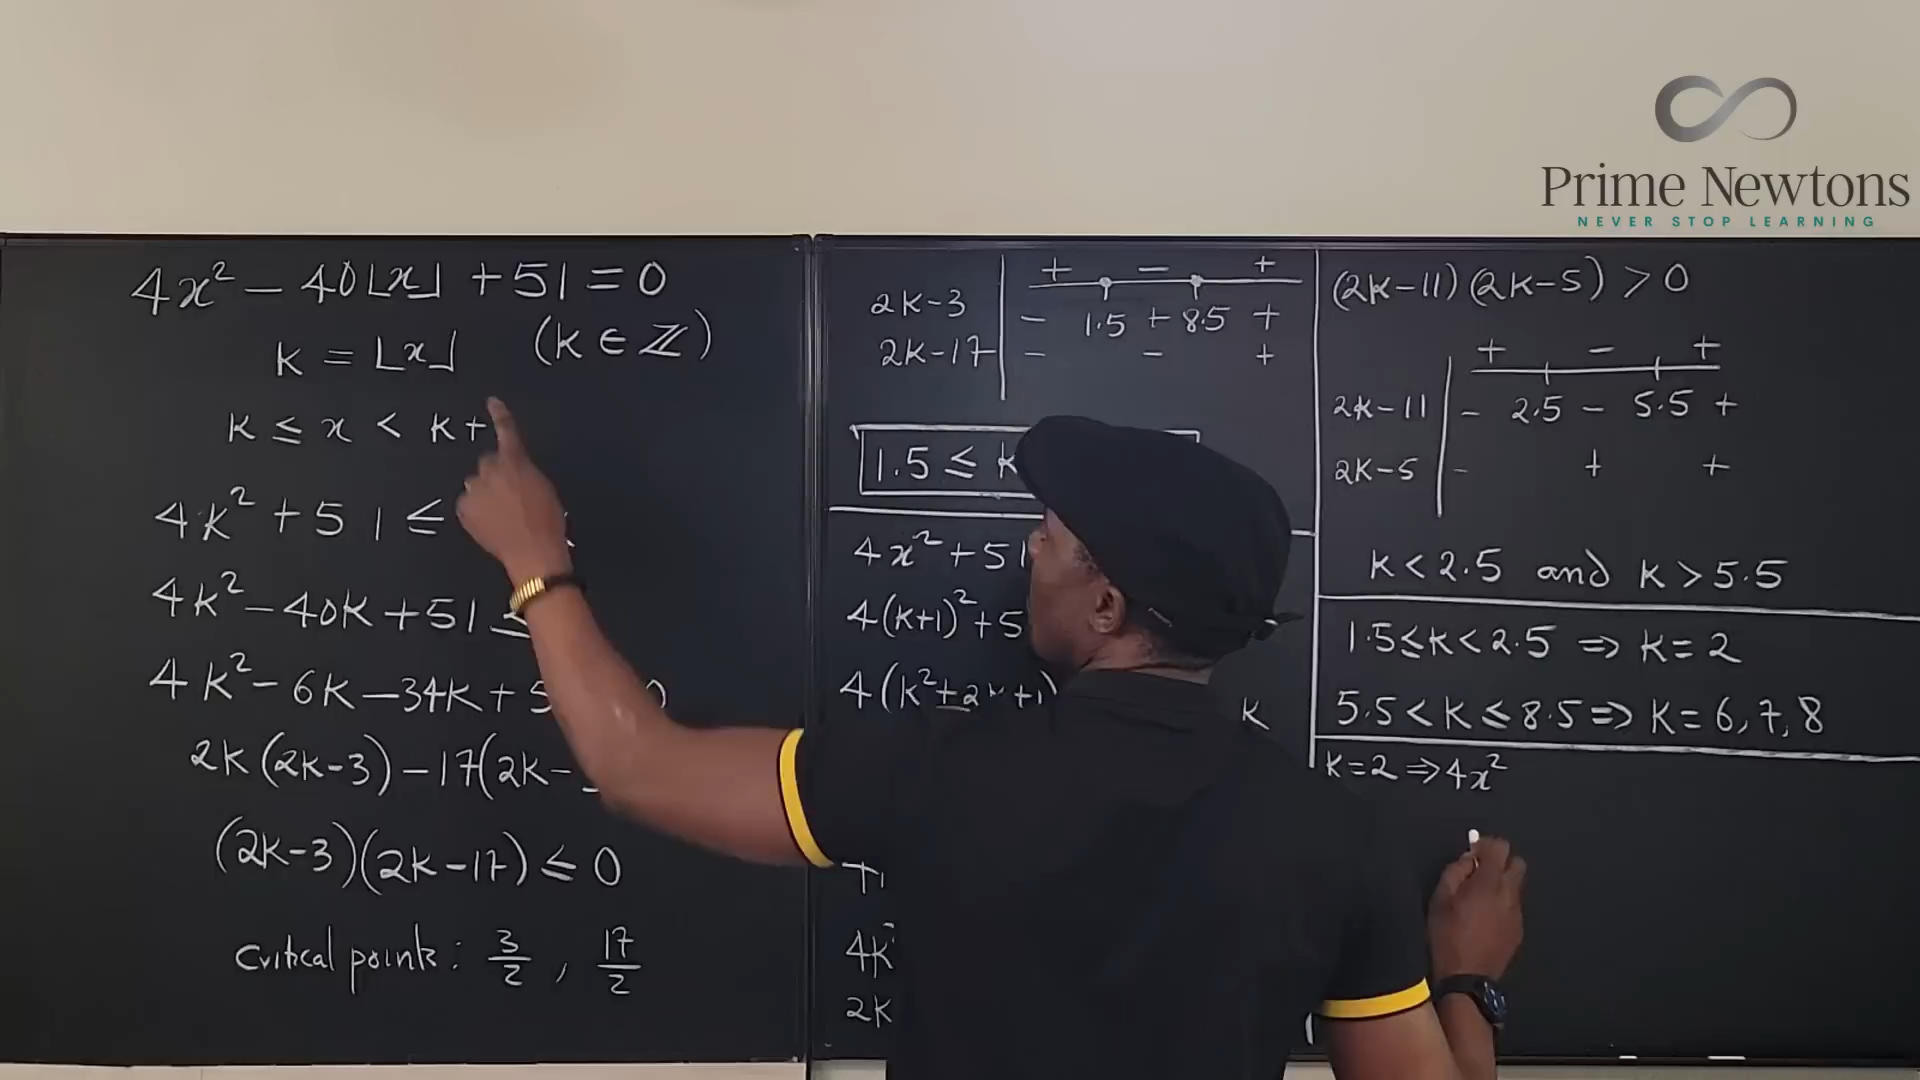 Prime Newtons
NEVER STOP LEARNING
4x² – 40⌊x⌋ + 51 = 0
k = ⌊x⌋ (k ∈ ℤ)
k ≤ x < k+
4k² + 51 ≤
4k² – 40k + 51 ≤
4k² – 6k – 34k + 5 0
2k(2k-3) – 17(2k-
(2k-3)(2k-17) ≤ 0
Critical points: 3/2, 17/2
+ – +
2k-3 – 1.5 + 8.5 +
2k-17 – – +
1.5 ≤ k
4x² + 51
4(k+1)² + 5
4(k²+2k+1) k
4k²
2k
(2k-11)(2k-5) > 0
+ – +
2k-11 – 2.5 – 5.5 +
2k-5 – + +
k < 2.5 and k > 5.5
1.5 ≤ k < 2.5 ⇒ k = 2
5.5 < k ≤ 8.5 ⇒ k = 6, 7, 8
k = 2 ⇒ 4x²